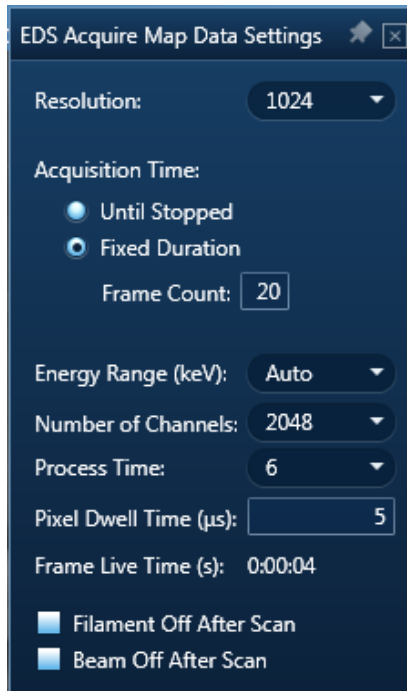 EDS Acquire Map Data Settings
Resolution: 1024
Acquisition Time:
Until Stopped
Fixed Duration
Frame Count: 20
Energy Range (keV): Auto
Number of Channels: 2048
Process Time: 6
Pixel Dwell Time (µs): 5
Frame Live Time (s): 0:00:04
Filament Off After Scan
Beam Off After Scan